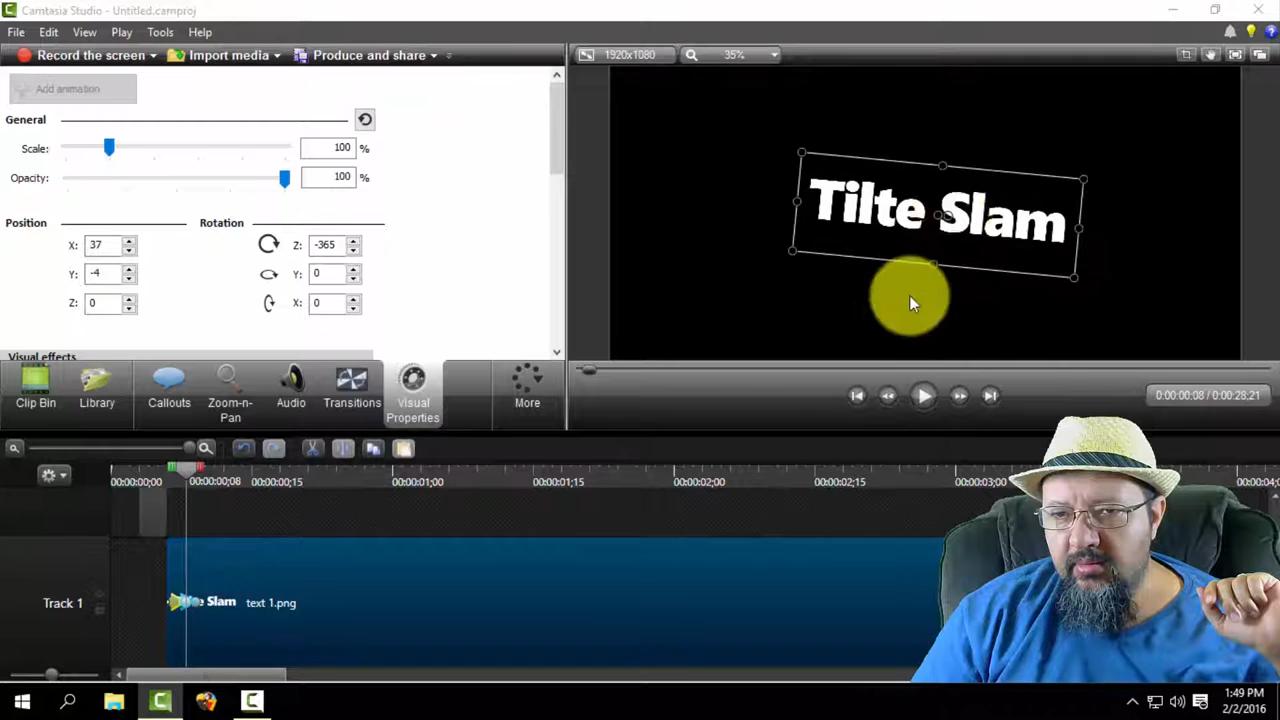 Camtasia Studio - Untitled.camproj
File Edit View Play Tools Help
Record the screen Import media Produce and share
1920x1080 35%
Add animation
General
Scale: 100 %
Opacity: 100 %
Position Rotation
X: 37 Z: -365
Y: -4 Y: 0
Z: 0 X: 0
Visual effects
Tilte Slam
Clip Bin Library Callouts Zoom-n-Pan Audio Transitions Visual Properties More
0:00:00;08 / 0:00:28;21
00:00:00;00 00:00:00;08 00:00:00;15 00:00:01;00 00:00:01;15 00:00:02;00 00:00:02;15 00:00:03;00
Track 1 Slam text 1.png
1:49 PM
2/2/2016